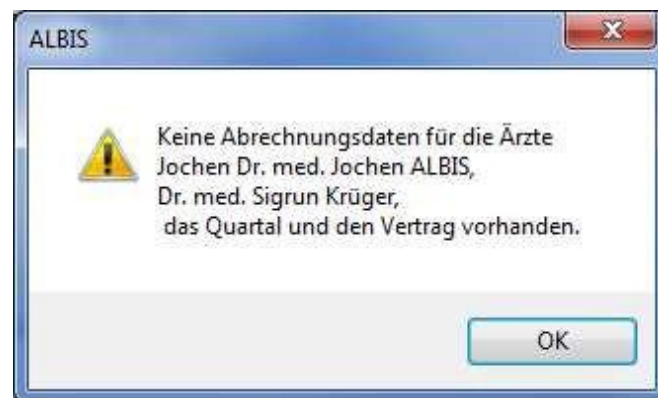 ALBIS
Keine Abrechnungsdaten für die Ärzte
Jochen Dr. med. Jochen ALBIS,
Dr. med. Sigrun Krüger,
das Quartal und den Vertrag vorhanden.
OK